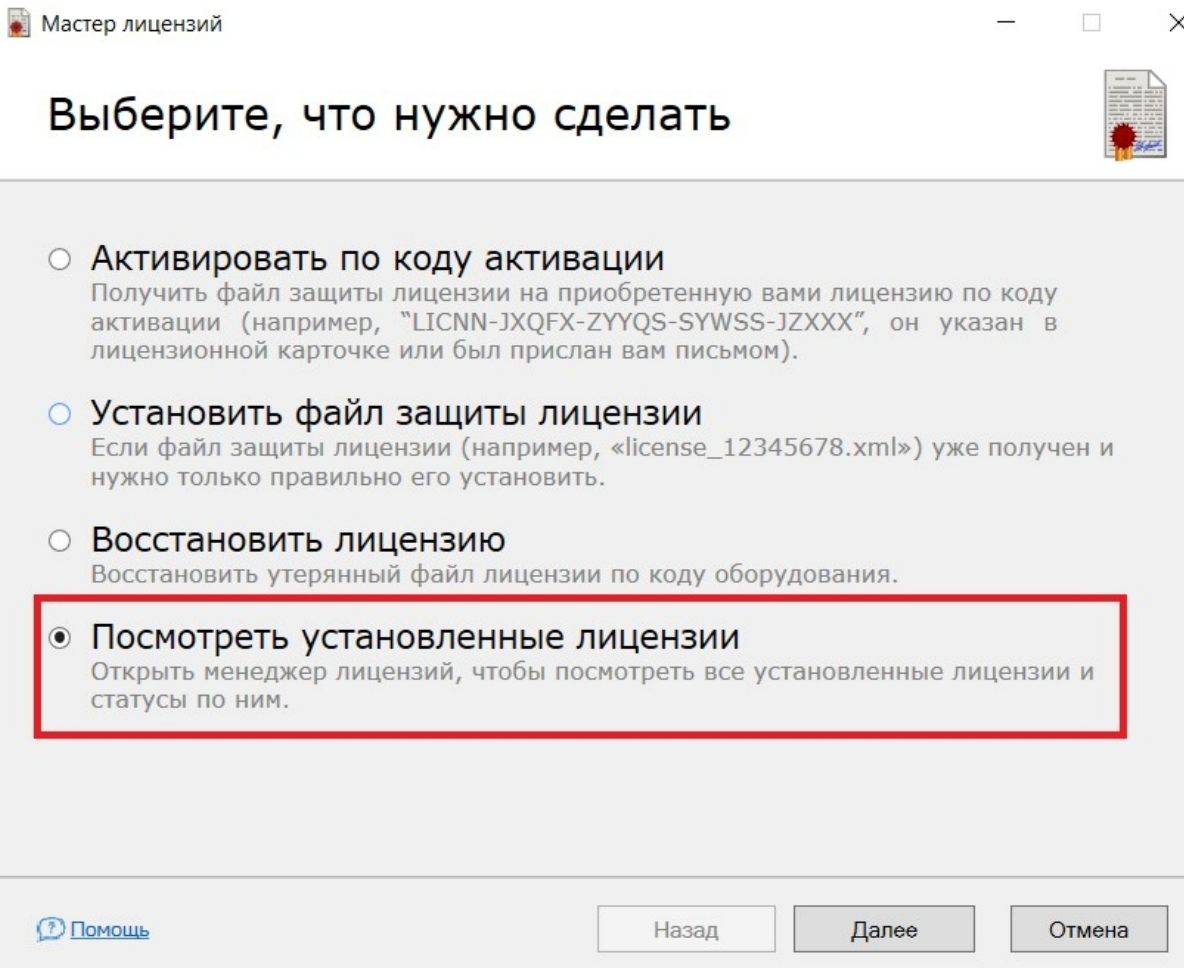 Мастер лицензий
Выберите, что нужно сделать
Активировать по коду активации
Получить файл защиты лицензии на приобретенную вами лицензию по коду
активации (например, “LICNN-JXQFX-ZYYQS-SYWSS-JZXXX”, он указан в
лицензионной карточке или был прислан вам письмом).
Установить файл защиты лицензии
Если файл защиты лицензии (например, «license_12345678.xml») уже получен и
нужно только правильно его установить.
Восстановить лицензию
Восстановить утерянный файл лицензии по коду оборудования.
Посмотреть установленные лицензии
Открыть менеджер лицензий, чтобы посмотреть все установленные лицензии и
статусы по ним.
Помощь
Назад
Далее
Отмена